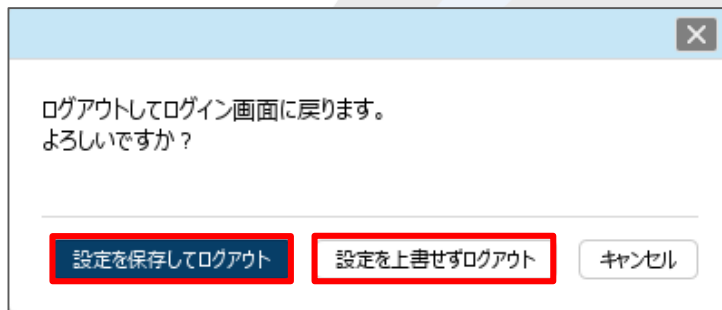 ログアウトしてログイン画面に戻ります。
よろしいですか？
設定を保存してログアウト 設定を上書せずログアウト キャンセル